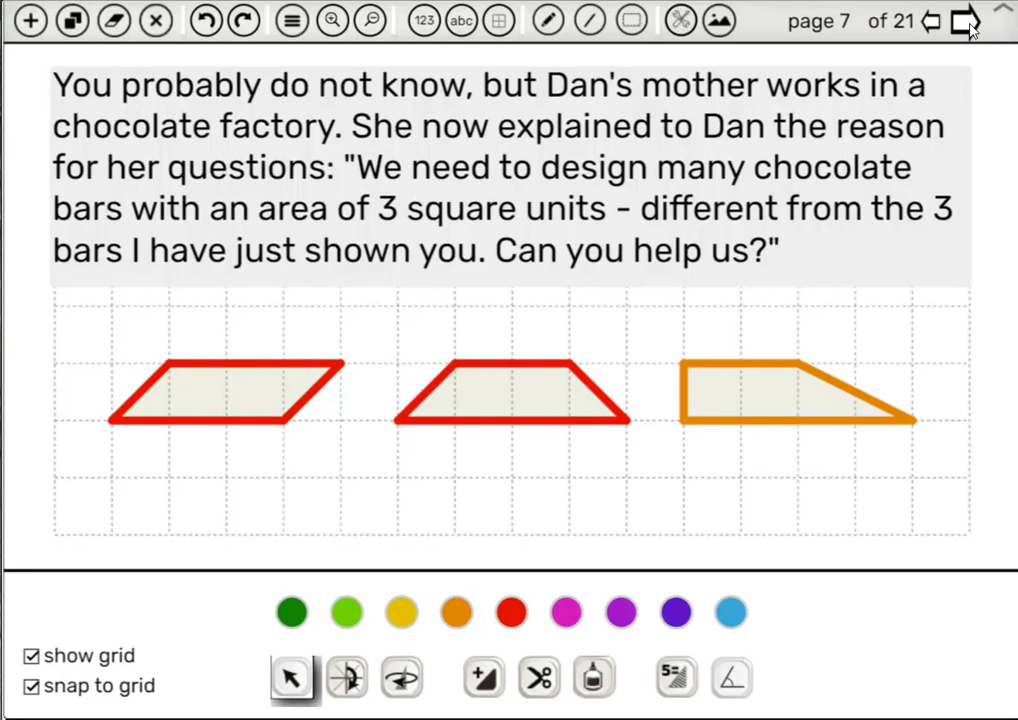 123 abc page 7 of 21
You probably do not know, but Dan's mother works in a
chocolate factory. She now explained to Dan the reason
for her questions: "We need to design many chocolate
bars with an area of 3 square units - different from the 3
bars I have just shown you. Can you help us?"
show grid
snap to grid
5=